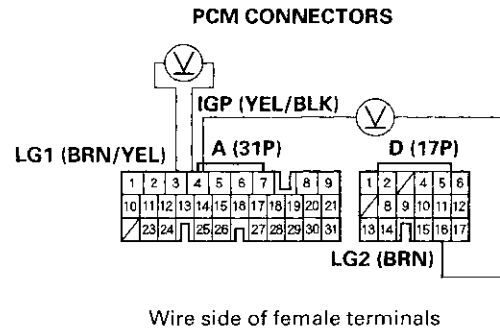 PCM CONNECTORS
V
IGP (YEL/BLK)
V
LG1 (BRN/YEL)
A (31P)
D (17P)
1 2 3 4 5 6 7 8 9
1 2 4 5 6
10 11 12 13 14 15 16 17 18 19 20 21
8 9 10 11 12
23 24 25 26 27 28 29 30 31
13 14 15 16 17
LG2 (BRN)
Wire side of female terminals